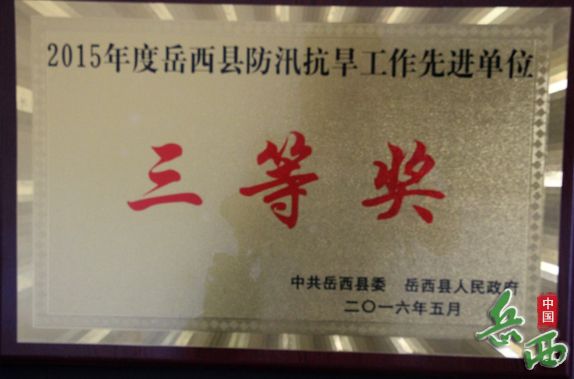 2015年度岳西县防汛抗旱工作先进单位
三等奖
中共岳西县委 岳西县人民政府
二〇一六年五月
中国
岳西